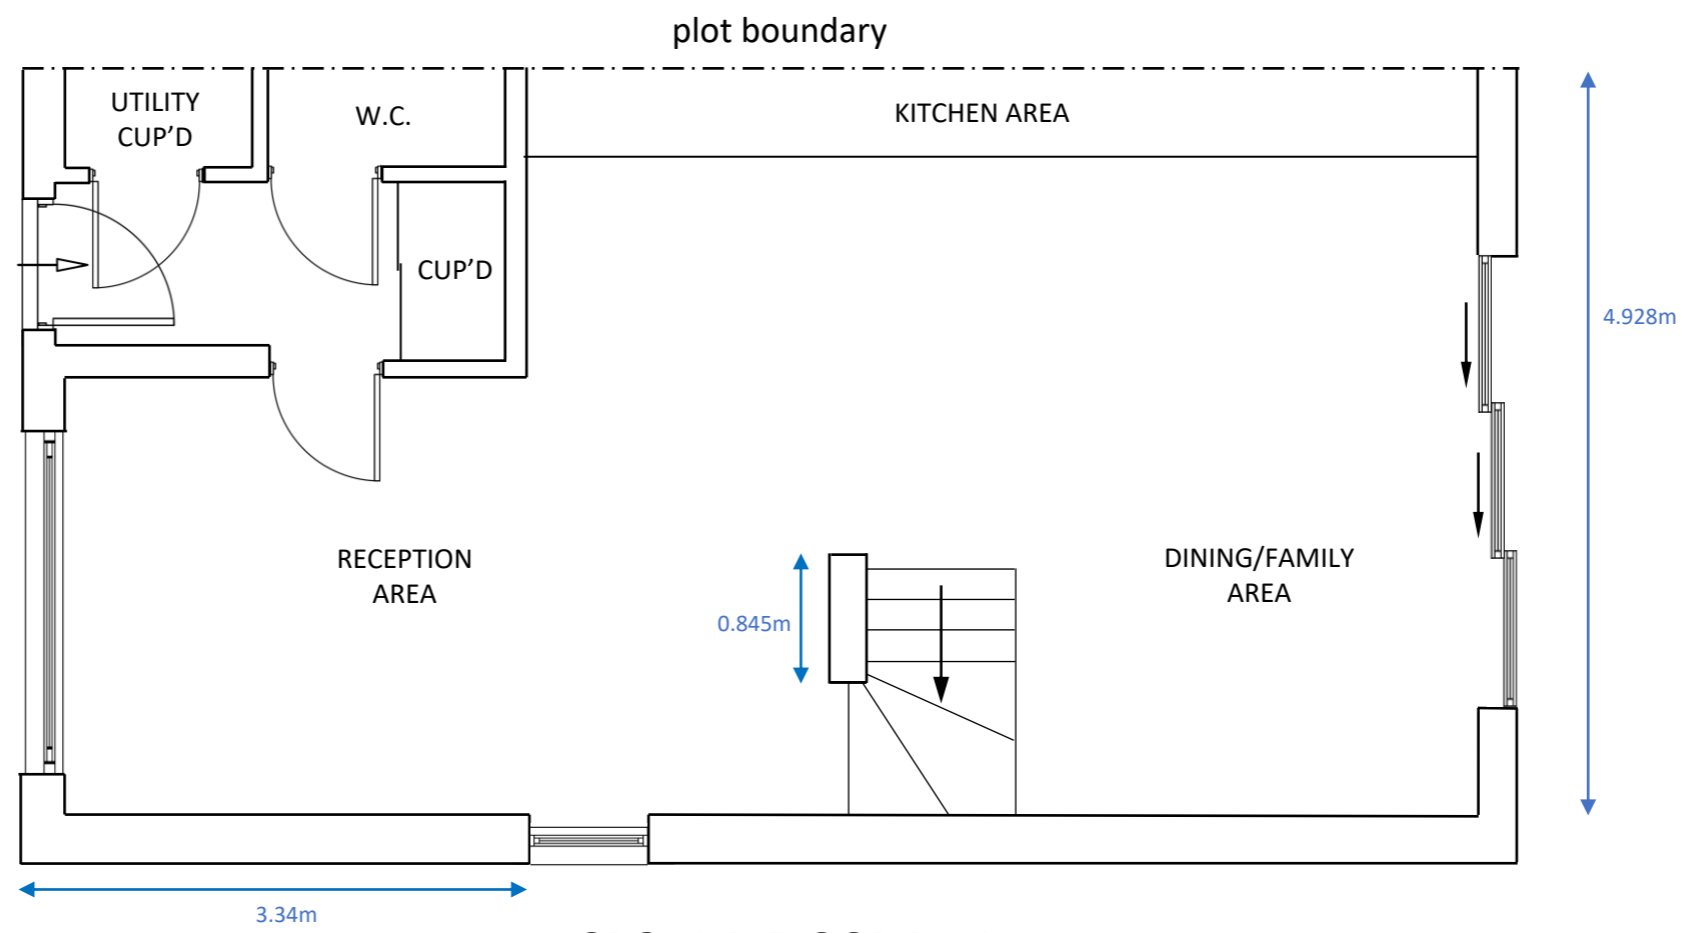 plot boundary
UTILITY
CUP’D
W.C.
KITCHEN AREA
CUP’D
4.928m
RECEPTION
AREA
0.845m
DINING/FAMILY
AREA
3.34m